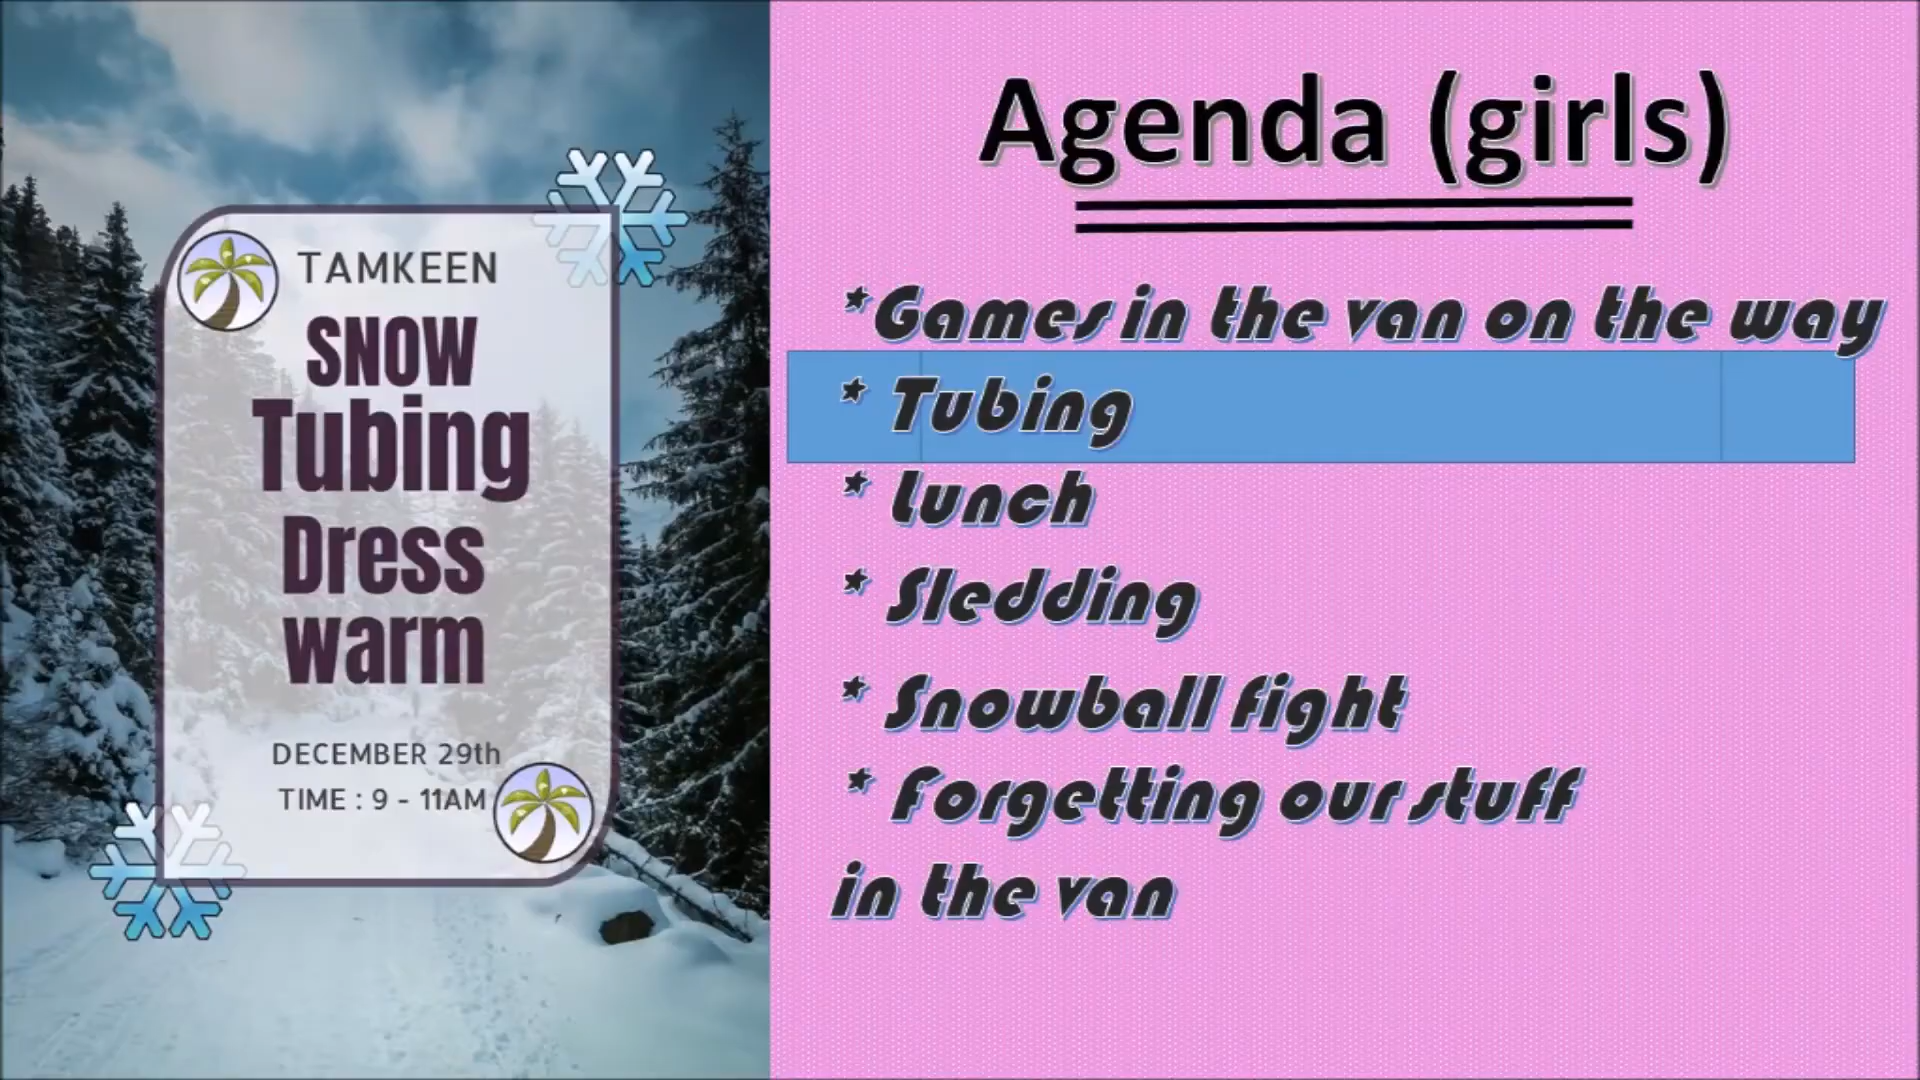 TAMKEEN
SNOW
Tubing
Dress
warm
DECEMBER 29th
TIME : 9 - 11AM
Agenda (girls)
*Games in the van on the way
* Tubing
* Lunch
* Sledding
* Snowball fight
* Forgetting our stuff
in the van